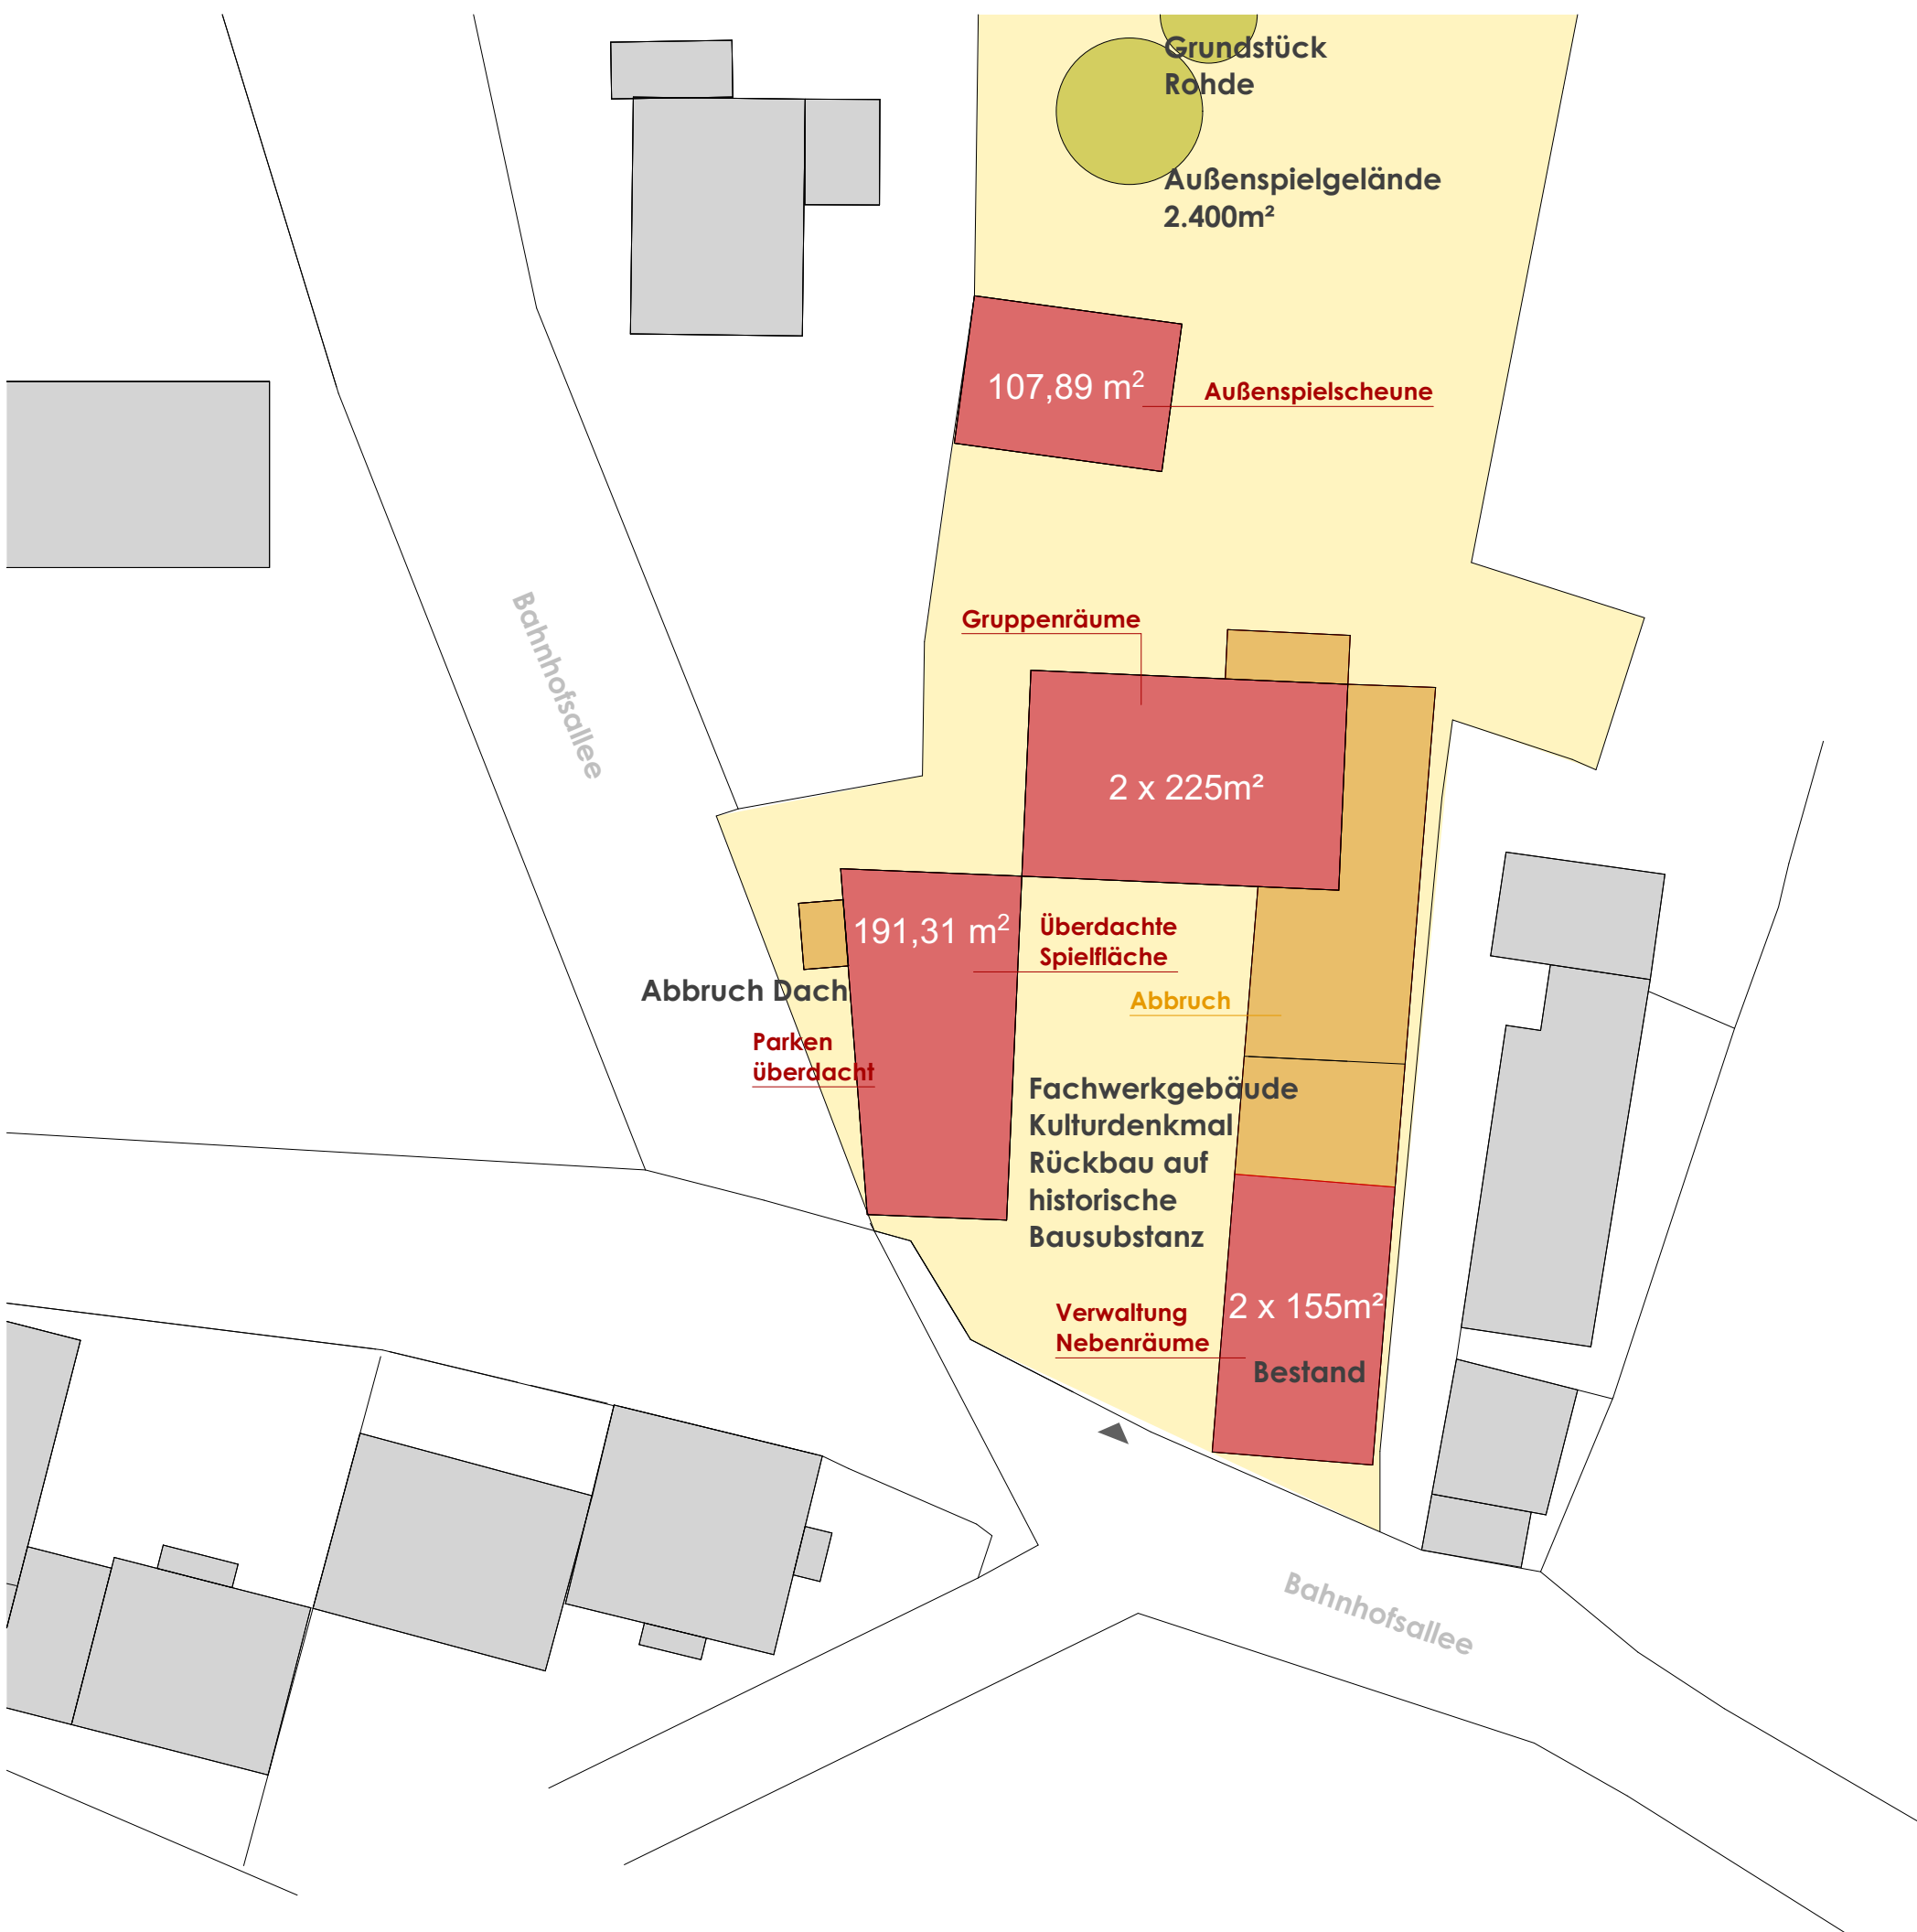 Grundstück
Rohde
Außenspielgelände
2.400m²
107,89 m²
Außenspielscheune
Bahnhofsallee
Gruppenräume
2 x 225m²
191,31 m²
Überdachte
Spielfläche
Abbruch Dach
Abbruch
Parken
überdacht
Fachwerkgebäude
Kulturdenkmal
Rückbau auf
historische
Bausubstanz
Verwaltung
Nebenräume
2 x 155m²
Bestand
Bahnhofsallee